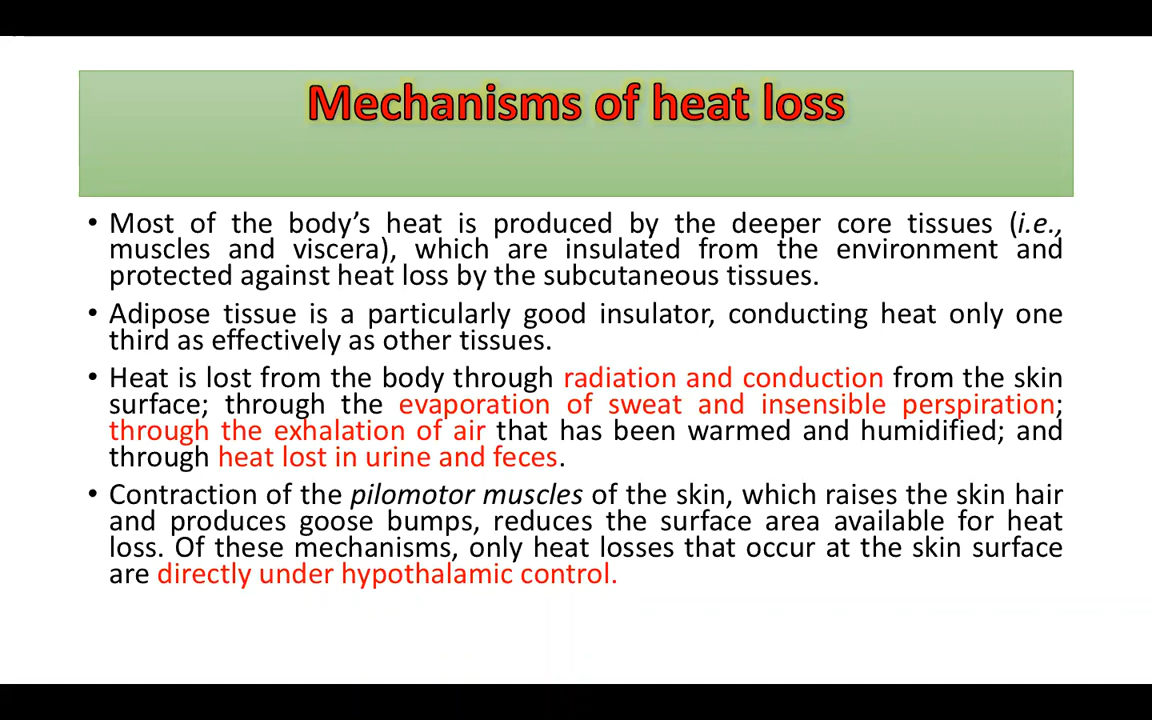 Mechanisms of heat loss
• Most of the body’s heat is produced by the deeper core tissues (i.e.,
muscles and viscera), which are insulated from the environment and
protected against heat loss by the subcutaneous tissues.
• Adipose tissue is a particularly good insulator, conducting heat only one
third as effectively as other tissues.
• Heat is lost from the body through radiation and conduction from the skin
surface; through the evaporation of sweat and insensible perspiration;
through the exhalation of air that has been warmed and humidified; and
through heat lost in urine and feces.
• Contraction of the pilomotor muscles of the skin, which raises the skin hair
and produces goose bumps, reduces the surface area available for heat
loss. Of these mechanisms, only heat losses that occur at the skin surface
are directly under hypothalamic control.